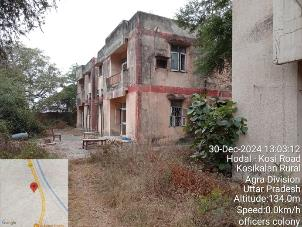 30-Dec-2024 13:03:12
Hodal - Kosi Road
Kosikalan Rural
Agra Division
Uttar Pradesh
Altitude:134.0m
Speed:0.0km/h
officers colony
Google